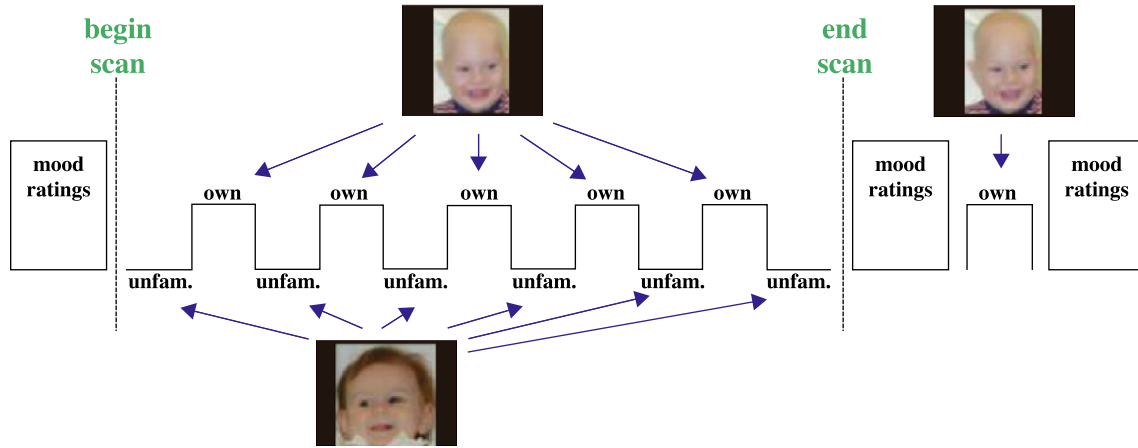 begin
scan
end
scan
mood
ratings
own
own
own
own
own
mood
ratings
own
mood
ratings
unfam.
unfam.
unfam.
unfam.
unfam.
unfam.